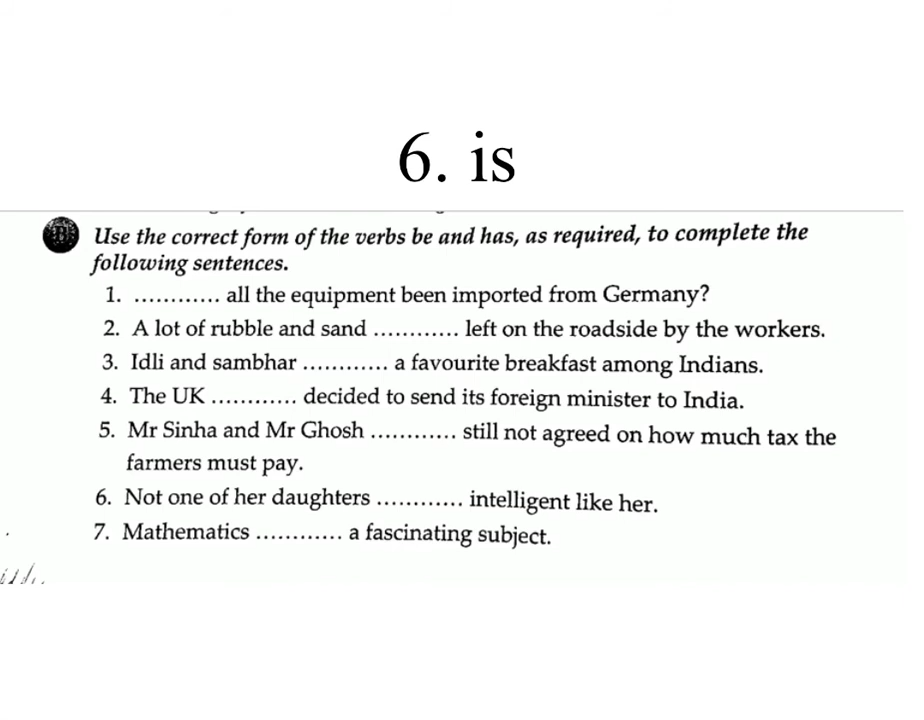 6. is
Use the correct form of the verbs be and has, as required, to complete the
following sentences.
1. ............ all the equipment been imported from Germany?
2. A lot of rubble and sand ............ left on the roadside by the workers.
3. Idli and sambhar ............ a favourite breakfast among Indians.
4. The UK ............ decided to send its foreign minister to India.
5. Mr Sinha and Mr Ghosh ............ still not agreed on how much tax the
farmers must pay.
6. Not one of her daughters ............ intelligent like her.
7. Mathematics ............ a fascinating subject.